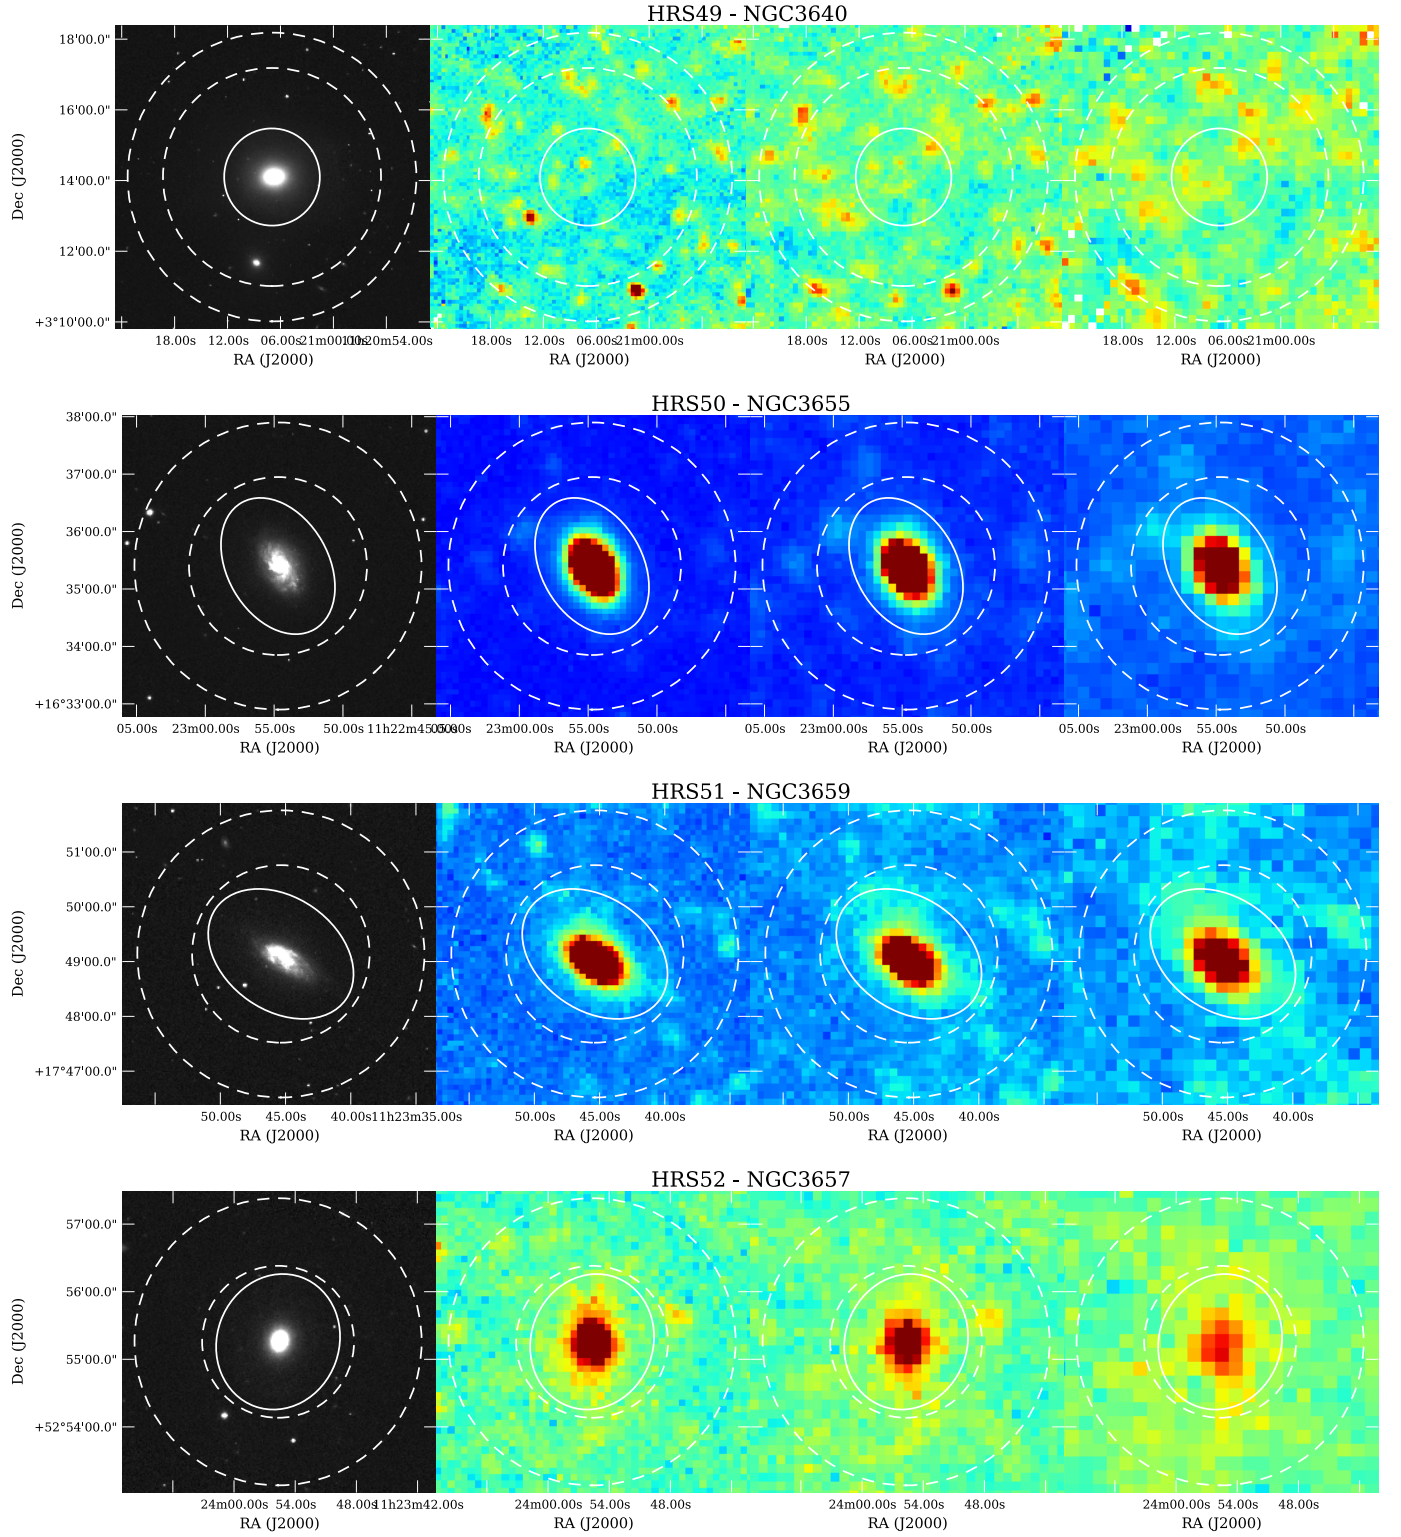 HRS49 - NGC3640
18'00.0"
16'00.0"
14'00.0"
12'00.0"
+3°10'00.0"
Dec (J2000)
18.00s 12.00s 06.00s 21m00.00s 11h20m54.00s 18.00s 12.00s 06.00s 21m00.00s 18.00s 12.00s 06.00s 21m00.00s 18.00s 12.00s 06.00s 21m00.00s
RA (J2000) RA (J2000) RA (J2000) RA (J2000)
HRS50 - NGC3655
38'00.0"
37'00.0"
36'00.0"
35'00.0"
34'00.0"
+16°33'00.0"
Dec (J2000)
05.00s 23m00.00s 55.00s 50.00s 11h22m45.00s 05.00s 23m00.00s 55.00s 50.00s 05.00s 23m00.00s 55.00s 50.00s 05.00s 23m00.00s 55.00s 50.00s
RA (J2000) RA (J2000) RA (J2000) RA (J2000)
HRS51 - NGC3659
51'00.0"
50'00.0"
49'00.0"
48'00.0"
+17°47'00.0"
Dec (J2000)
50.00s 45.00s 40.00s 11h23m35.00s 50.00s 45.00s 40.00s 50.00s 45.00s 40.00s 50.00s 45.00s 40.00s
RA (J2000) RA (J2000) RA (J2000) RA (J2000)
HRS52 - NGC3657
57'00.0"
56'00.0"
55'00.0"
+52°54'00.0"
Dec (J2000)
24m00.00s 54.00s 48.00s 11h23m42.00s 24m00.00s 54.00s 48.00s 24m00.00s 54.00s 48.00s 24m00.00s 54.00s 48.00s
RA (J2000) RA (J2000) RA (J2000) RA (J2000)